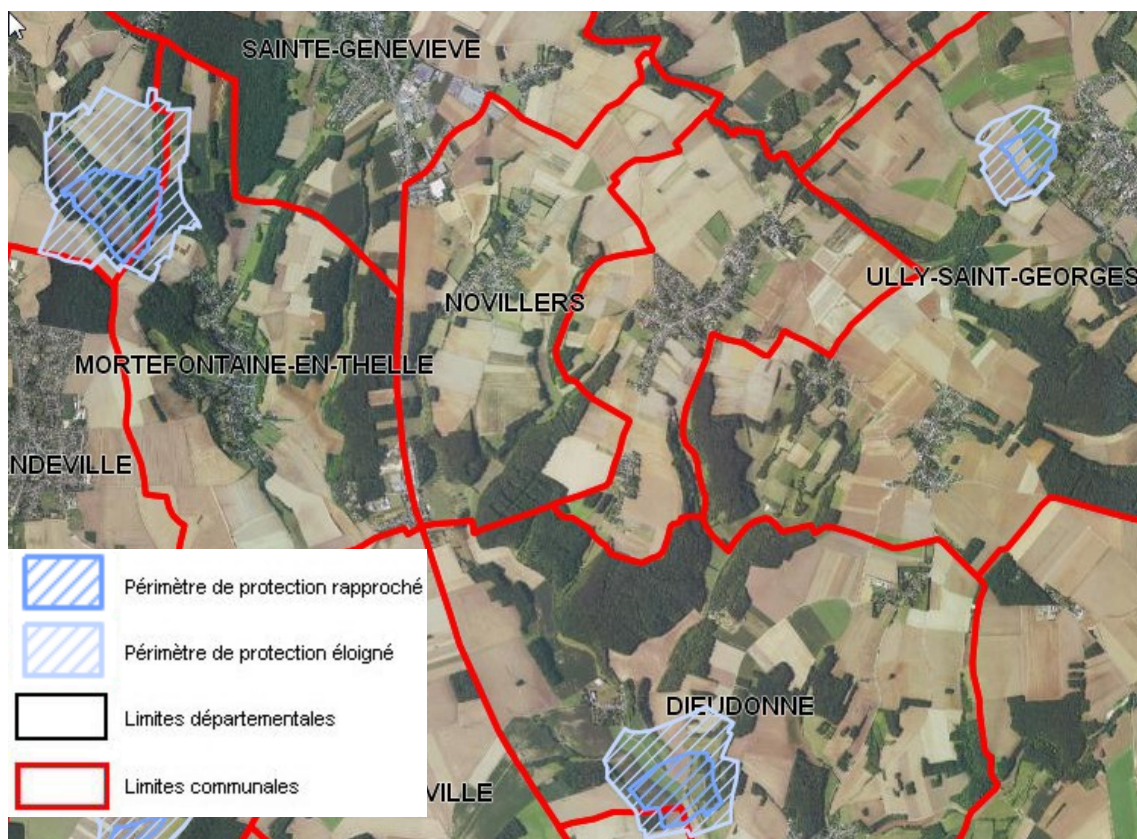 SAINTE-GENEVIEVE
ULLY-SAINT-GEORGES
NOVILLERS
MORTEFONTAINE-EN-THELLE
NDEVILLE
DIEUDONNE
VILLE
Périmètre de protection rapproché
Périmètre de protection éloigné
Limites départementales
Limites communales